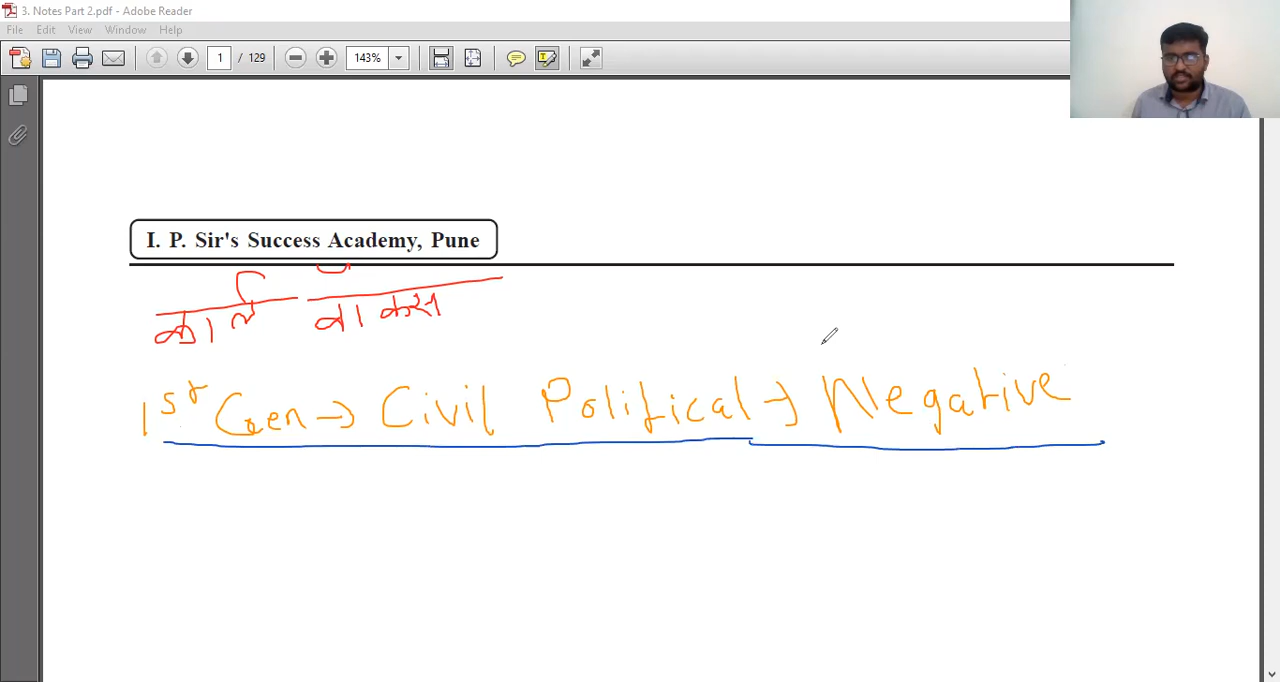 3. Notes Part 2.pdf - Adobe Reader
File Edit View Window Help
1 / 129 143%
I. P. Sir's Success Academy, Pune
1st Gen → Civil Political → Negative